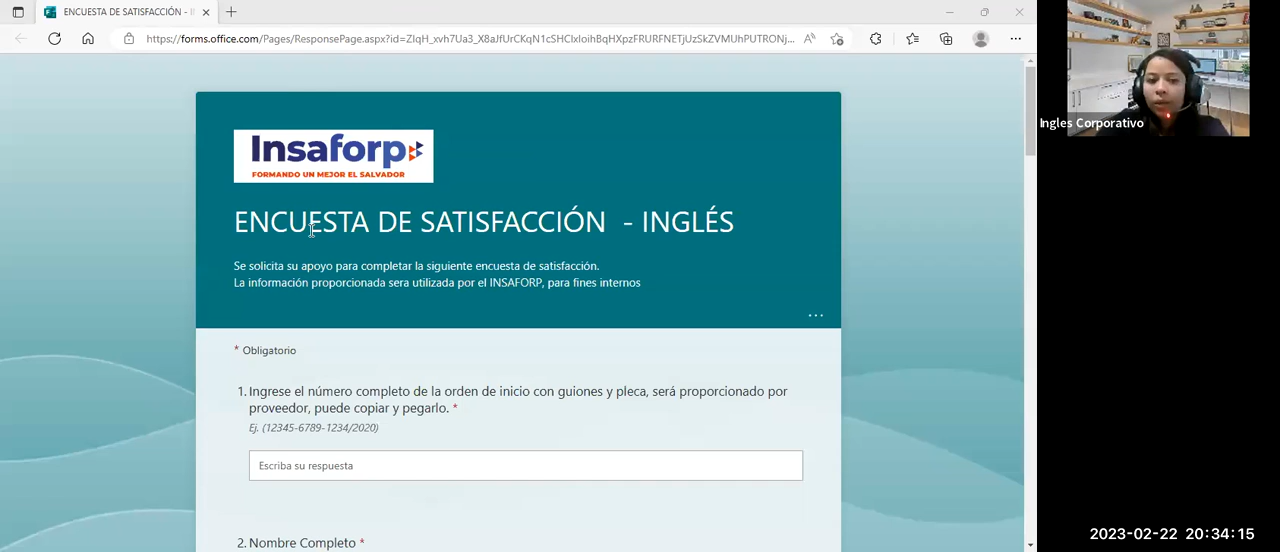 ENCUESTA DE SATISFACCIÓN - I
https://forms.office.com/Pages/ResponsePage.aspx?id=ZIqH_xvh7Ua3_X8aJfUrCKqN1cSHCIxIoihBqHXpzFRURFNETjUzSkZVMUhPUTRONj...
Insaforp
FORMANDO UN MEJOR EL SALVADOR
ENCUESTA DE SATISFACCIÓN - INGLÉS
Se solicita su apoyo para completar la siguiente encuesta de satisfacción.
La información proporcionada sera utilizada por el INSAFORP, para fines internos
...
* Obligatorio
1. Ingrese el número completo de la orden de inicio con guiones y pleca, será proporcionado por
proveedor, puede copiar y pegarlo. *
Ej. (12345-6789-1234/2020)
Escriba su respuesta
2. Nombre Completo *
Ingles Corporativo
2023-02-22 20:34:15